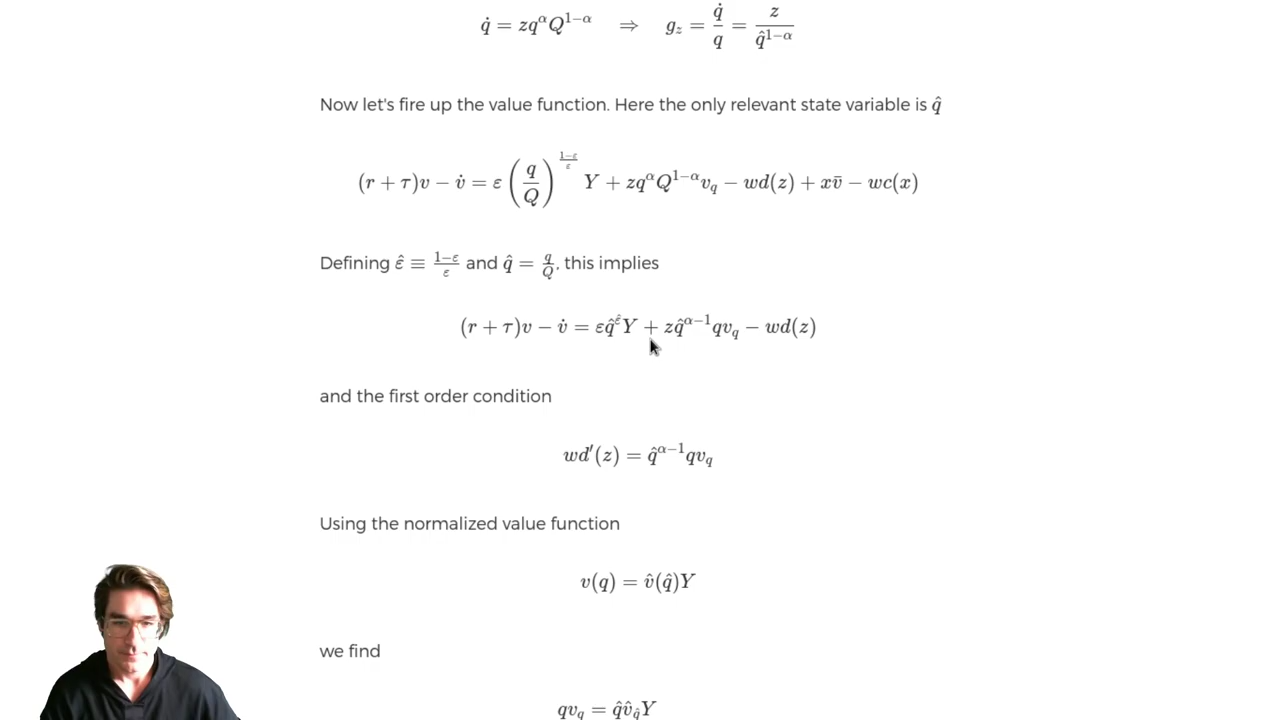 q̇ = zq^α Q^{1−α} ⇒ g_z = q̇/q = z/q̂^{1−α}
Now let's fire up the value function. Here the only relevant state variable is q̂
(r + τ)v − v̇ = ε(q/Q)^{(1−ε)/ε} Y + zq^α Q^{1−α} v_q − wd(z) + xv̄ − wc(x)
Defining ε̂ ≡ (1−ε)/ε and q̂ = q/Q, this implies
(r + τ)v − v̇ = εq̂^ε̂ Y + zq̂^{α−1} qv_q − wd(z)
and the first order condition
wd′(z) = q̂^{α−1} qv_q
Using the normalized value function
v(q) = v̂(q̂)Y
we find
qv_q = q̂v̂_q̂ Y